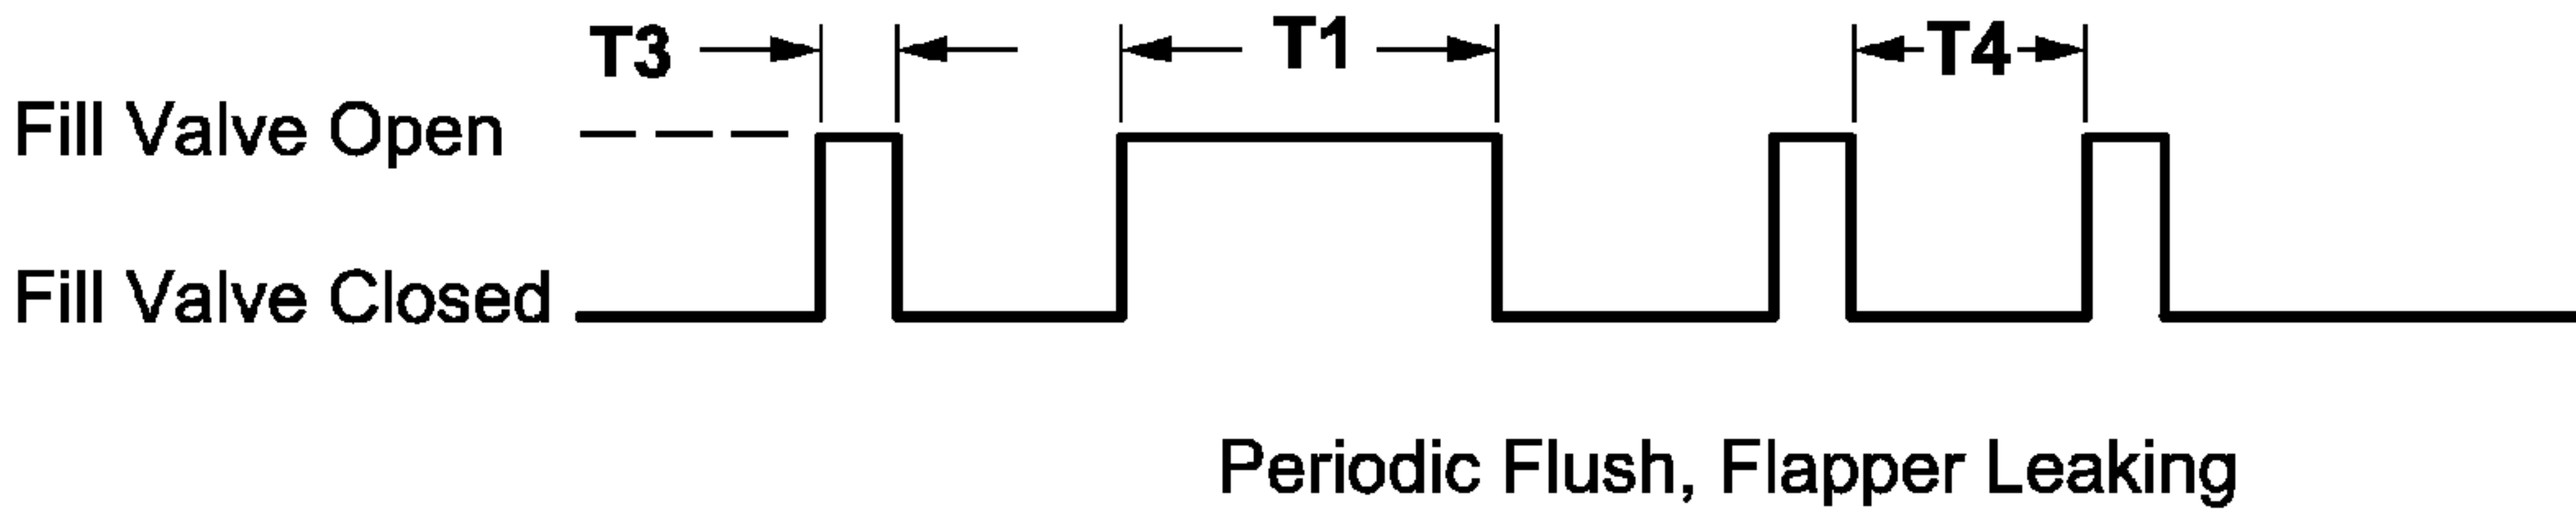 T3 T1 T4
Fill Valve Open
Fill Valve Closed
Periodic Flush, Flapper Leaking